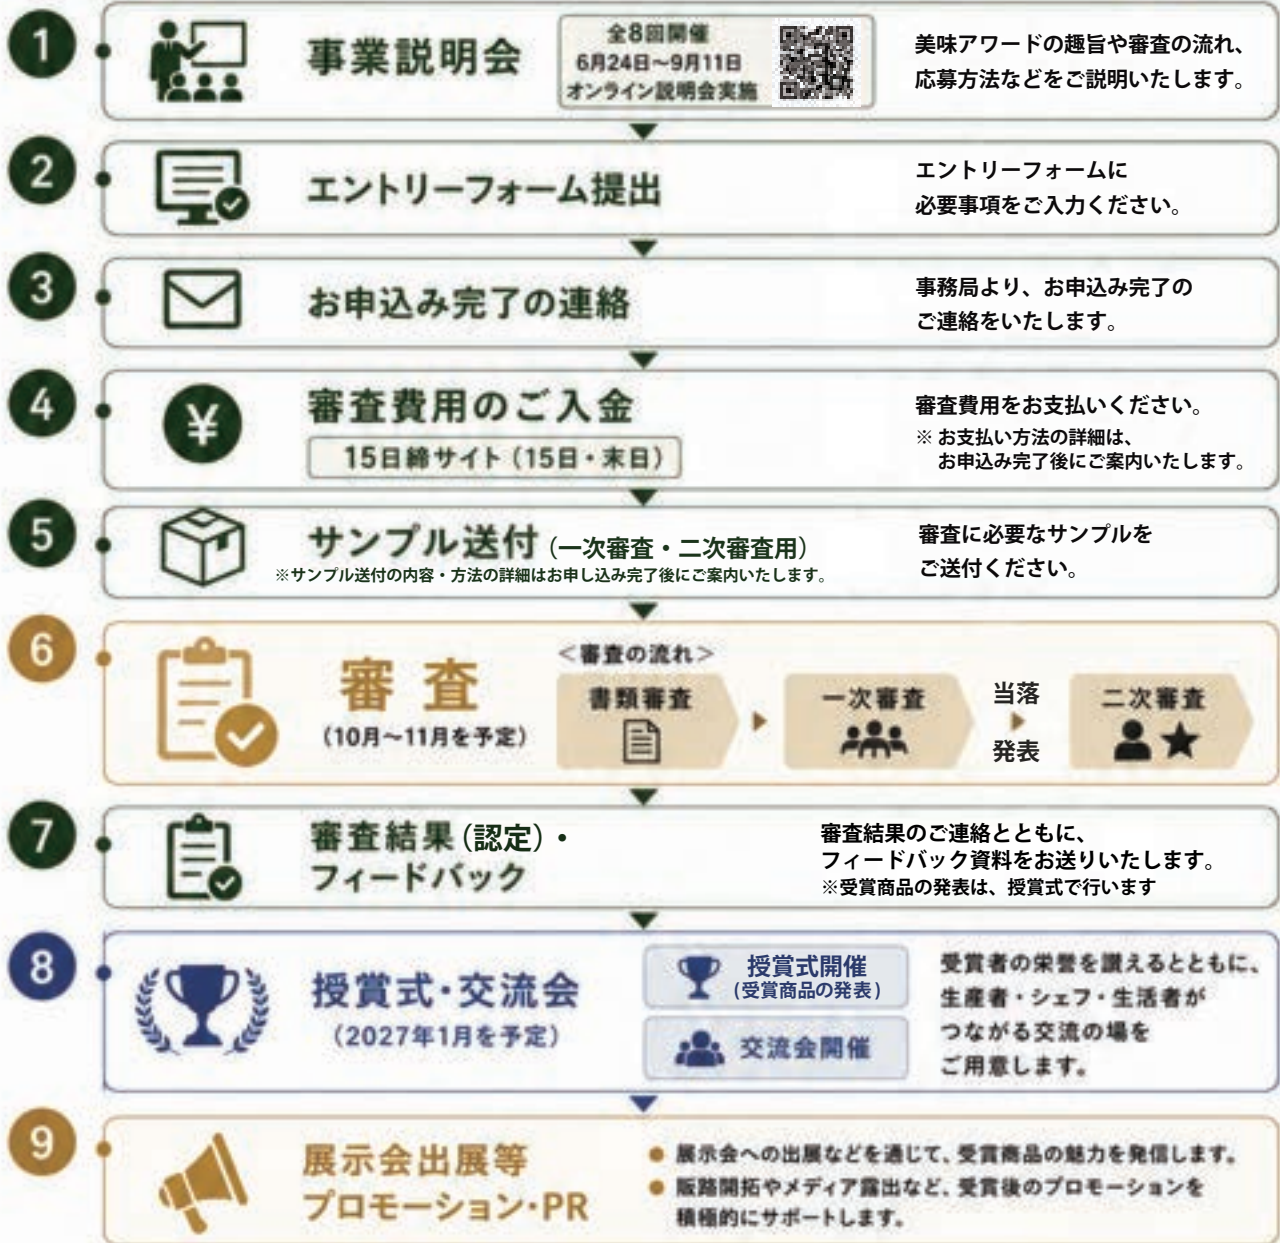 1
事業説明会
全8回開催
6月24日～9月11日
オンライン説明会実施
美味アワードの趣旨や審査の流れ、
応募方法などをご説明いたします。
2
エントリーフォーム提出
エントリーフォームに
必要事項をご入力ください。
3
お申込み完了の連絡
事務局より、お申込み完了の
ご連絡をいたします。
4
¥
審査費用のご入金
15日締サイト（15日・末日）
審査費用をお支払いください。
※ お支払い方法の詳細は、
お申込み完了後にご案内いたします。
5
サンプル送付（一次審査・二次審査用）
※サンプル送付の内容・方法の詳細はお申し込み完了後にご案内いたします。
審査に必要なサンプルを
ご送付ください。
6
審査
（10月～11月を予定）
＜審査の流れ＞
書類審査
一次審査
当落
発表
二次審査
7
審査結果（認定）・
フィードバック
審査結果のご連絡とともに、
フィードバック資料をお送りいたします。
※受賞商品の発表は、授賞式で行います
8
授賞式・交流会
（2027年1月を予定）
授賞式開催
(受賞商品の発表)
交流会開催
受賞者の栄誉を讃えるとともに、
生産者・シェフ・生活者が
つながる交流の場を
ご用意します。
9
展示会出展等
プロモーション・PR
● 展示会への出展などを通じて、受賞商品の魅力を発信します。
● 販路開拓やメディア露出など、受賞後のプロモーションを
積極的にサポートします。